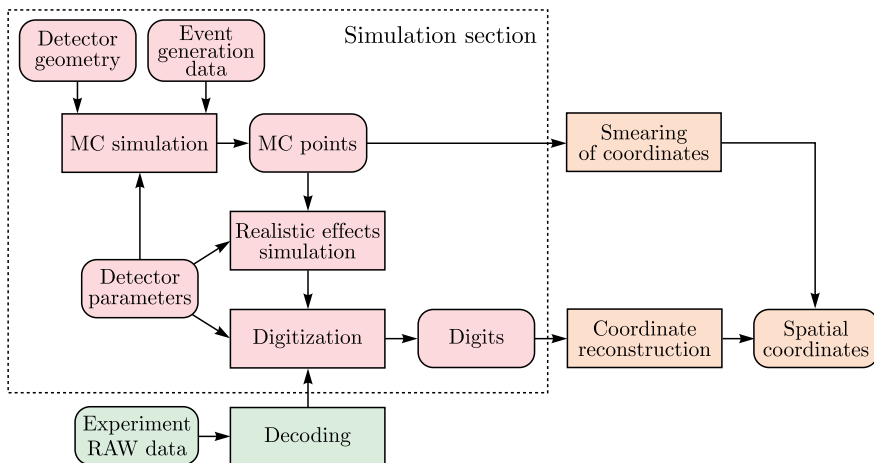 Simulation section
Detector
geometry
Event
generation
data
MC simulation
MC points
Smearing
of coordinates
Realistic effects
simulation
Detector
parameters
Digitization
Digits
Coordinate
reconstruction
Spatial
coordinates
Experiment
RAW data
Decoding